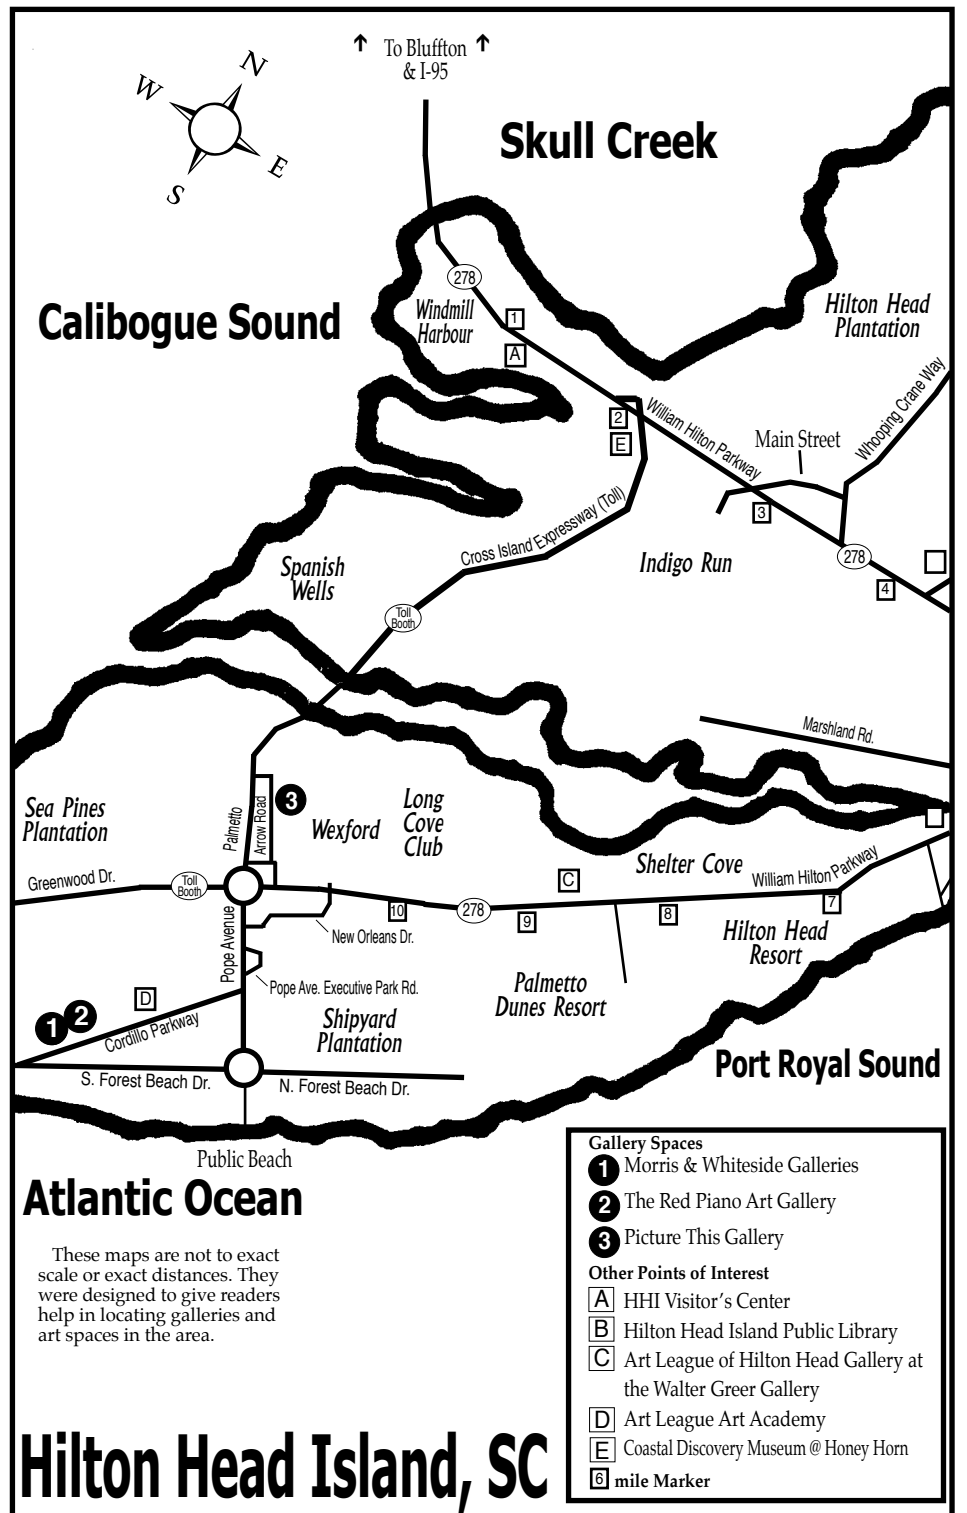 ↑ To Bluffton ↑
& I-95
N
W
E
S
Skull Creek
278
Calibogue Sound
Windmill
Harbour
1
A
Hilton Head
Plantation
2
E
William Hilton Parkway
Main Street
Whooping Crane Way
3
Cross Island Expressway (Toll)
Indigo Run
278
4
Spanish
Wells
Toll
Booth
Marshland Rd.
Sea Pines
Plantation
Palmetto
Arrow Road
3
Wexford
Long
Cove
Club
Shelter Cove
William Hilton Parkway
Greenwood Dr.
Toll
Booth
C
10
278
9
8
7
New Orleans Dr.
Pope Avenue
Hilton Head
Resort
Pope Ave. Executive Park Rd.
Palmetto
Dunes Resort
D
1
2
Cordillo Parkway
Shipyard
Plantation
Port Royal Sound
S. Forest Beach Dr.
N. Forest Beach Dr.
Public Beach
Atlantic Ocean
These maps are not to exact
scale or exact distances. They
were designed to give readers
help in locating galleries and
art spaces in the area.
Gallery Spaces
1 Morris & Whiteside Galleries
2 The Red Piano Art Gallery
3 Picture This Gallery
Other Points of Interest
A HHI Visitor's Center
B Hilton Head Island Public Library
C Art League of Hilton Head Gallery at
the Walter Greer Gallery
D Art League Art Academy
E Coastal Discovery Museum @ Honey Horn
6 mile Marker
Hilton Head Island, SC